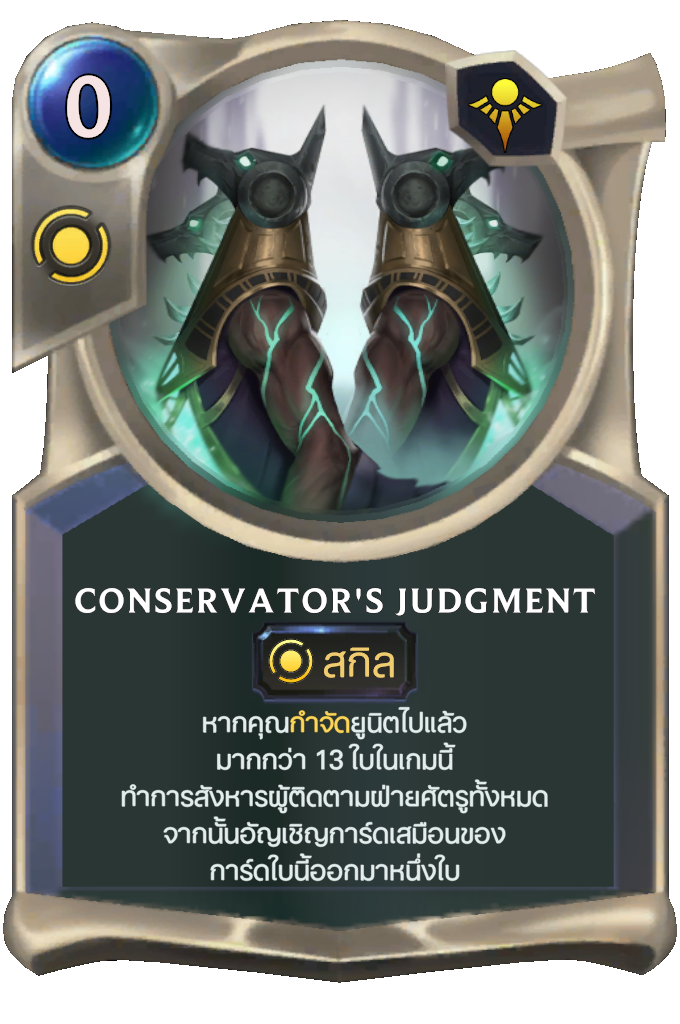 0
CONSERVATOR'S JUDGMENT
สกิล
หากคุณกำจัดยูนิตไปแล้ว
มากกว่า 13 ใบในเกมนี้
ทำการสังหารผู้ติดตามฝ่ายศัตรูทั้งหมด
จากนั้นอัญเชิญการ์ดเสมือนของ
การ์ดใบนี้ออกมาหนึ่งใบ